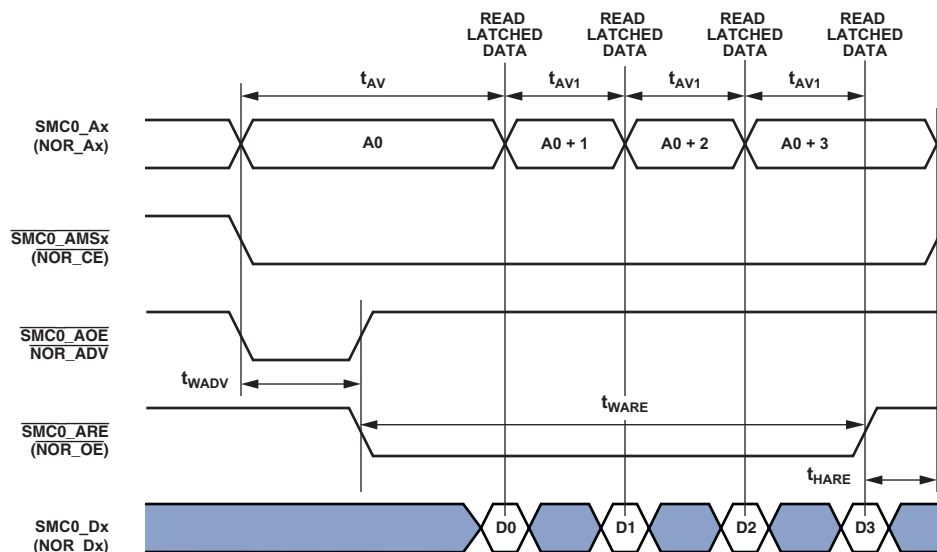 READ LATCHED DATA
READ LATCHED DATA
READ LATCHED DATA
READ LATCHED DATA
tAV
tAV1
tAV1
tAV1
SMC0_Ax
(NOR_Ax)
A0
A0 + 1
A0 + 2
A0 + 3
SMC0_AMSx
(NOR_CE)
SMC0_AOE
NOR_ADV
tWADV
tWARE
SMC0_ARE
(NOR_OE)
tHARE
SMC0_Dx
(NOR_Dx)
D0
D1
D2
D3